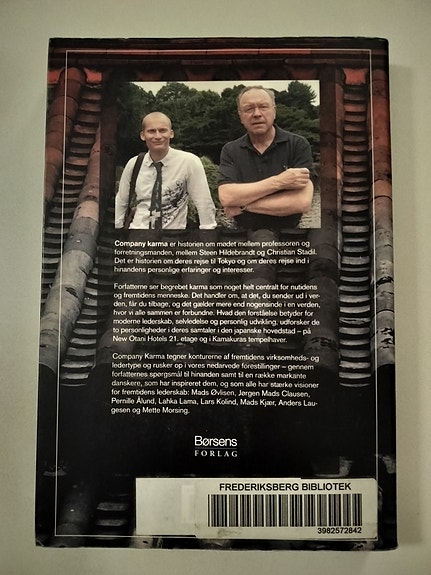 Company karma er historien om mødet mellem professoren og
forretningsmanden, mellem Steen Hildebrandt og Christian Stadil.
Det er historien om deres rejse til Tokyo og om deres rejse ind i
hinandens personlige erfaringer og interesser.
Forfatterne ser begrebet karma som noget helt centralt for nutidens
og fremtidens menneske. Det handler om, at det, du sender ud i ver-
den, får du tilbage, og det gælder mere end nogensinde i en verden,
hvor vi alle sammen er forbundne. Hvad den forståelse betyder for
moderne lederskab, selvledelse og personlig udvikling, udforsker de
to personligheder i deres samtaler i den japanske hovedstad – på
New Otani Hotels 21. etage og i Kamakuras tempelhaver.
Company Karma tegner konturerne af fremtidens virksomheds- og
ledertype og rusker op i vores nedarvede forestillinger – gennem
forfatternes spørgsmål til hinanden samt til en række markante
danskere, som har inspireret dem, og som alle har stærke visioner
for fremtidens lederskab: Mads Øvlisen, Jørgen Mads Clausen,
Pernille Aalund, Lahka Lama, Lars Kolind, Mads Kjær, Anders Lau-
gesen og Mette Morsing.
Børsens
FORLAG
FREDERIKSBERG BIBLIOTEK
3982572842